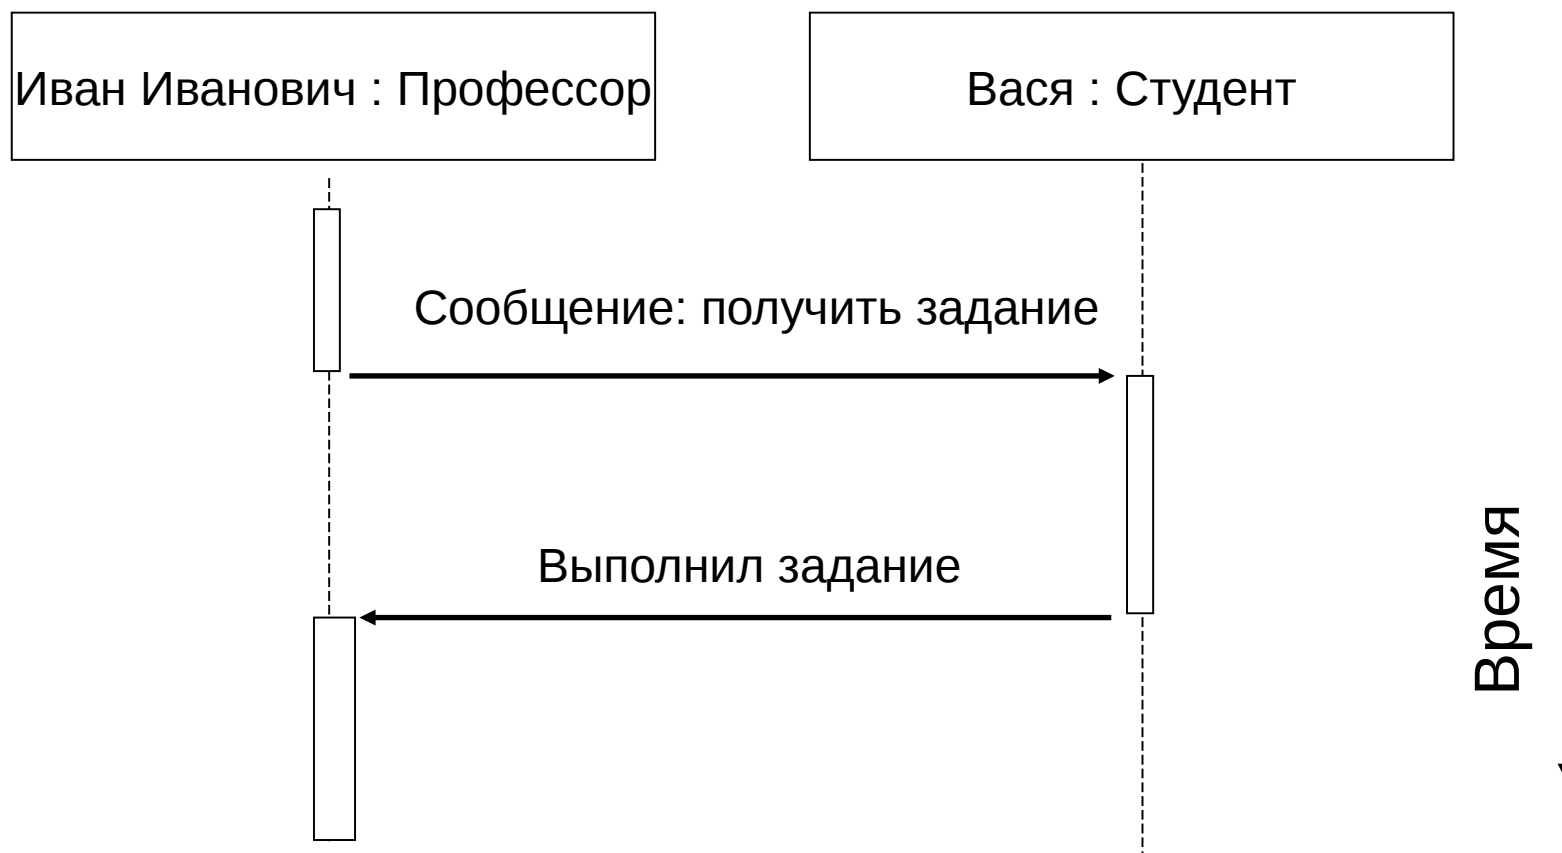 Иван Иванович : Профессор
Вася : Студент
Сообщение: получить задание
Выполнил задание
Время